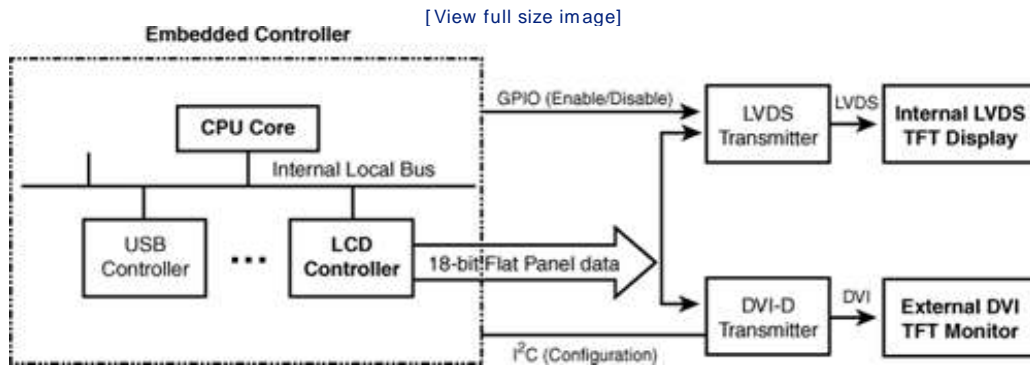 [View full size image]
Embedded Controller
CPU Core
Internal Local Bus
USB
Controller
•••
LCD
Controller
18-bit Flat Panel data
GPIO (Enable/Disable)
LVDS
Transmitter
LVDS
Internal LVDS
TFT Display
DVI-D
Transmitter
DVI
External DVI
TFT Monitor
I²C (Configuration)